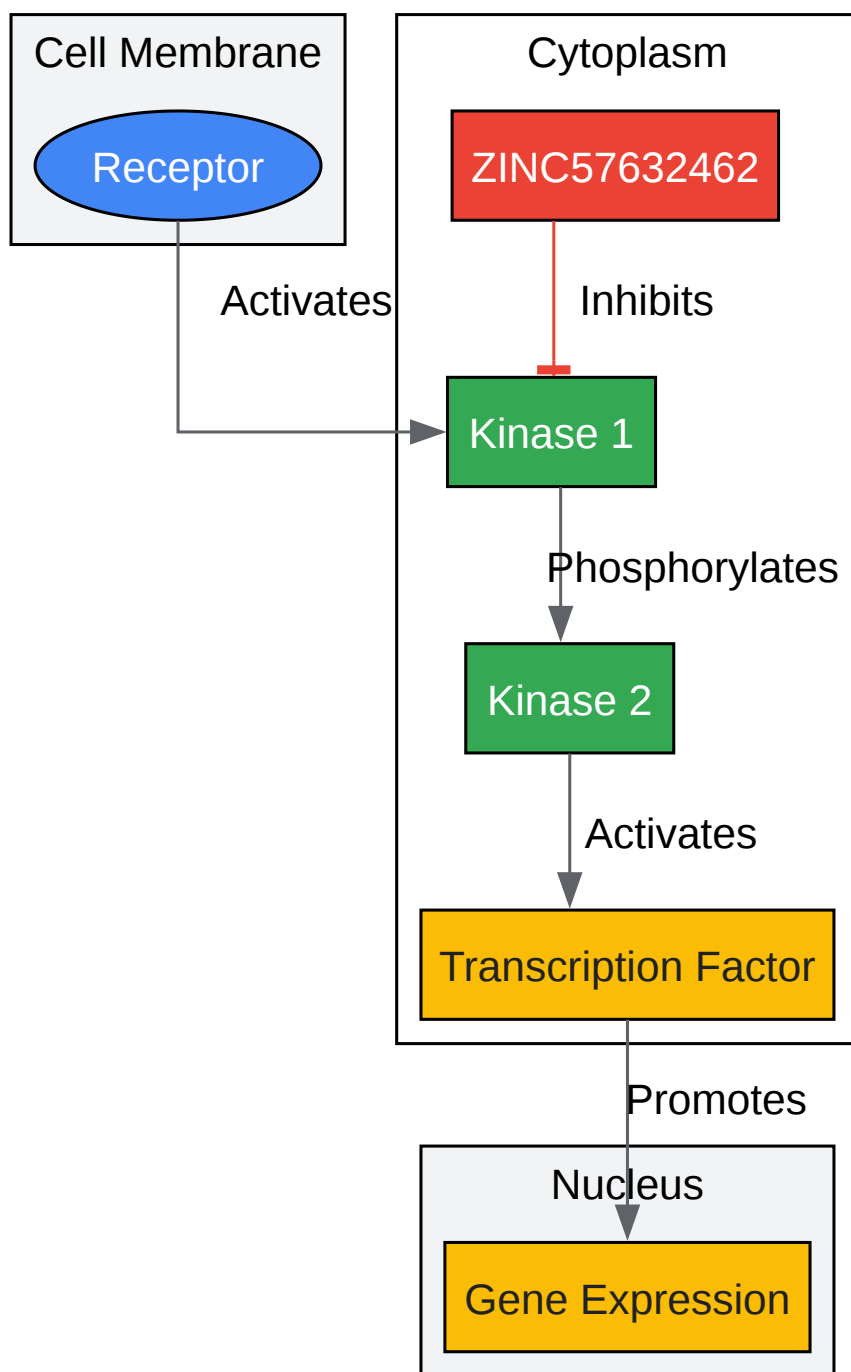 Cell Membrane
Receptor
Cytoplasm
ZINC57632462
Activates
Inhibits
Kinase 1
Phosphorylates
Kinase 2
Activates
Transcription Factor
Promotes
Nucleus
Gene Expression